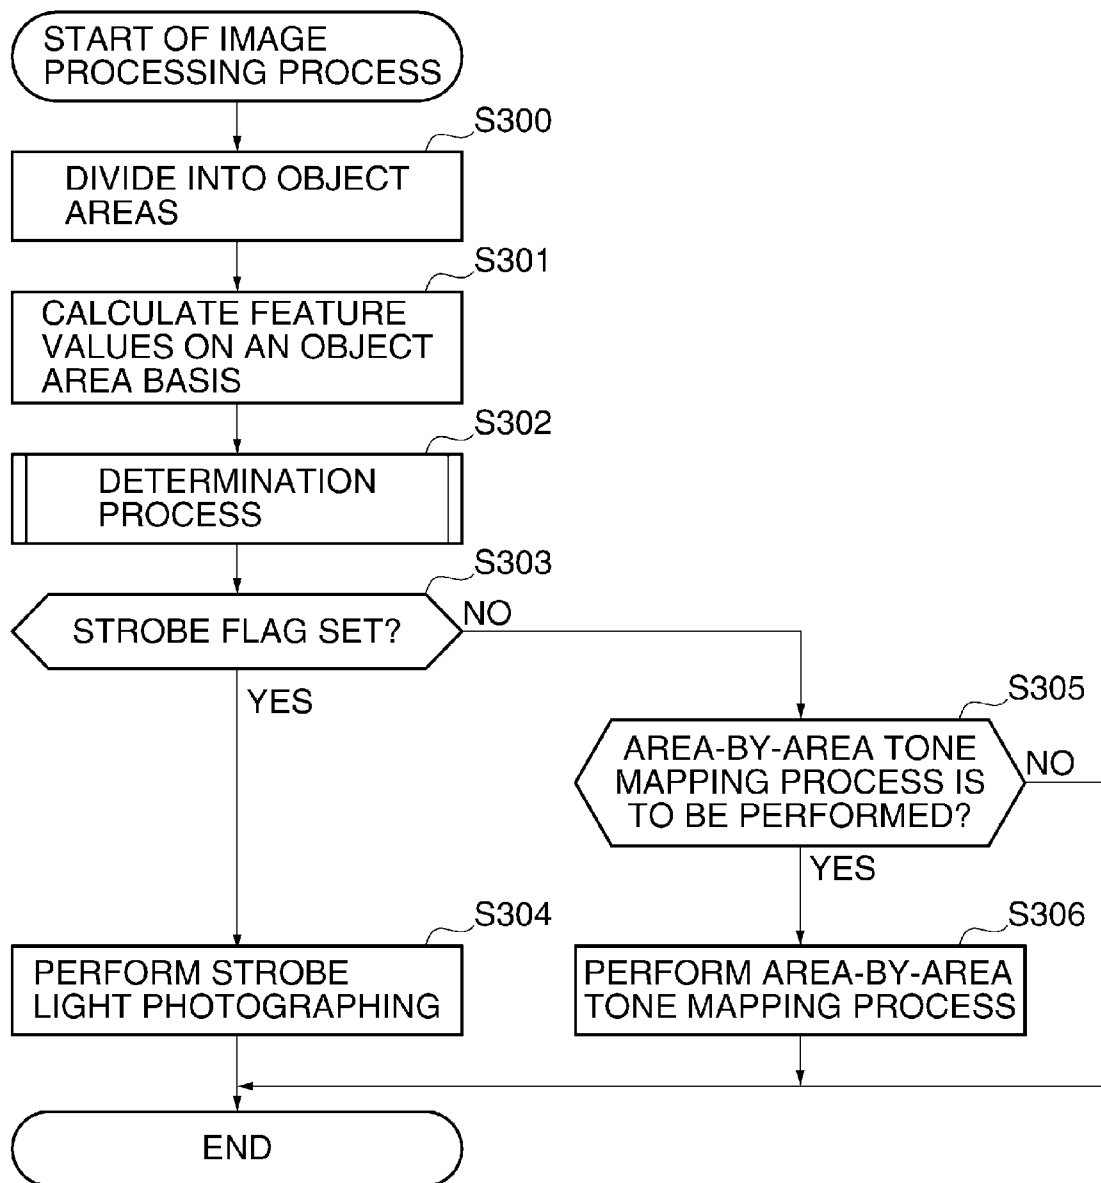 START OF IMAGE
PROCESSING PROCESS
S300
DIVIDE INTO OBJECT
AREAS
S301
CALCULATE FEATURE
VALUES ON AN OBJECT
AREA BASIS
S302
DETERMINATION
PROCESS
S303
STROBE FLAG SET?
NO
YES
S305
AREA-BY-AREA TONE
MAPPING PROCESS IS
TO BE PERFORMED?
NO
YES
S304
PERFORM STROBE
LIGHT PHOTOGRAPHING
S306
PERFORM AREA-BY-AREA
TONE MAPPING PROCESS
END